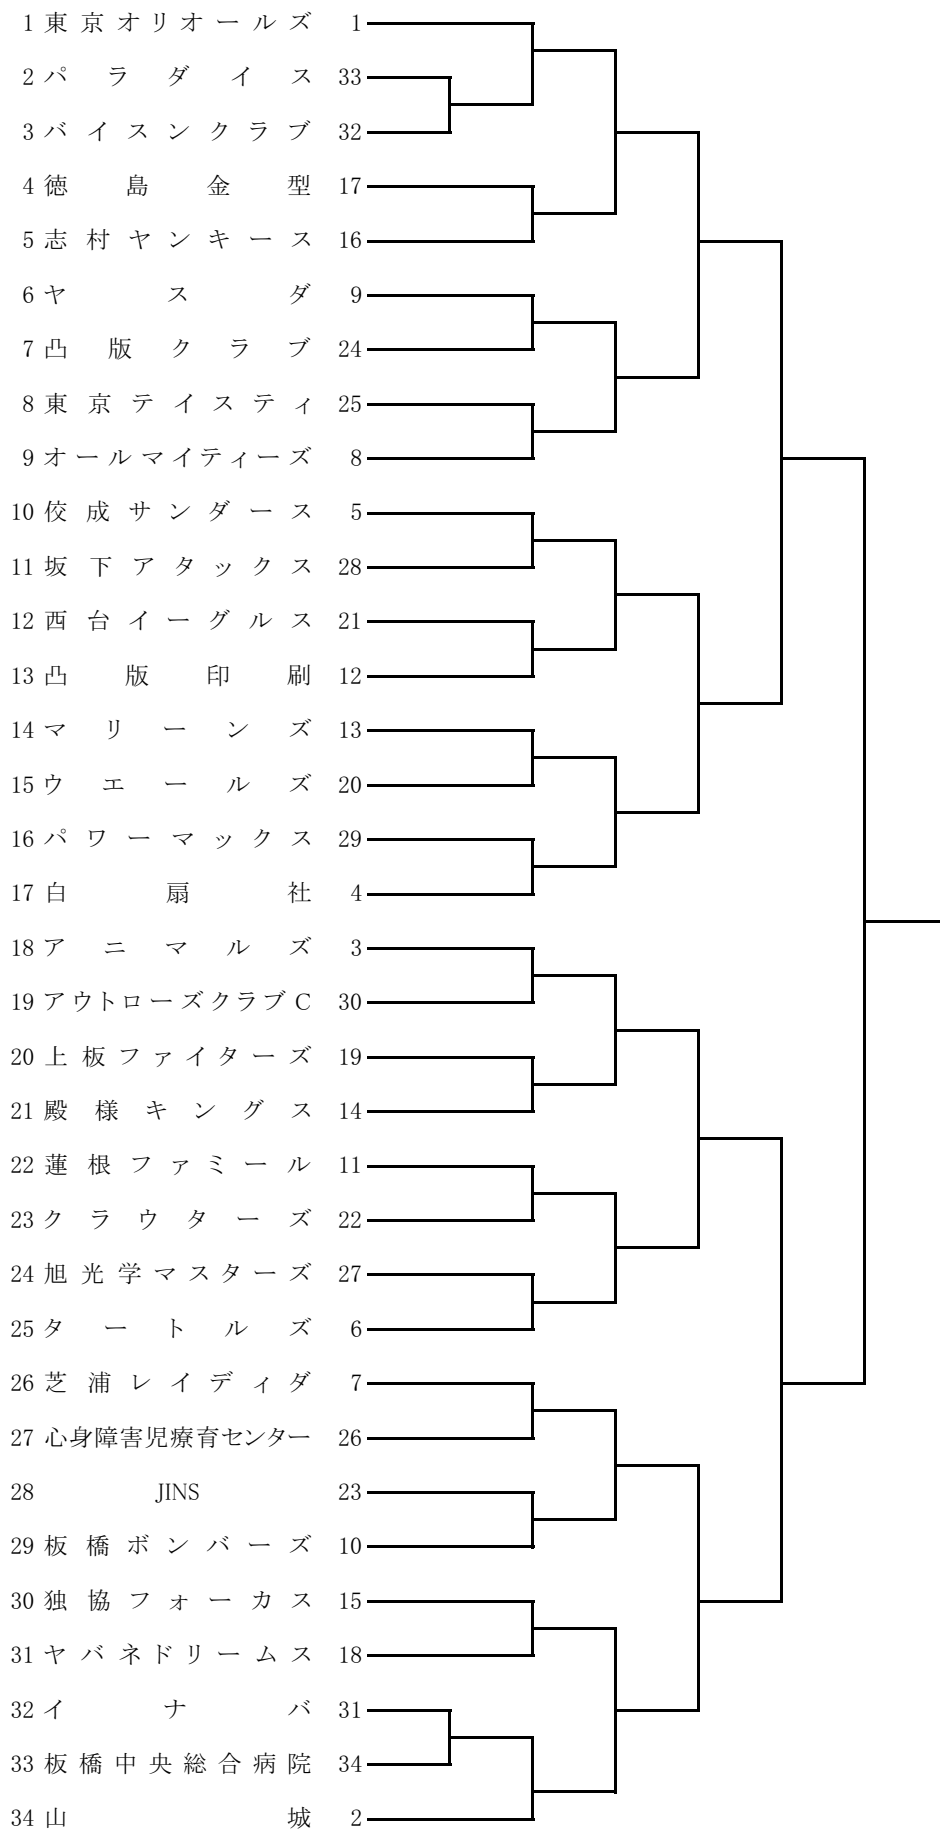 1 東京オリオールズ 1
2 パラダイス 33
3 バイスンクラブ 32
4 徳島金型 17
5 志村ヤンキース 16
6 ヤスダ 9
7 凸版クラブ 24
8 東京テイスティ 25
9 オールマイティーズ 8
10 佼成サンダース 5
11 坂下アタックス 28
12 西台イーグルス 21
13 凸版印刷 12
14 マリーンズ 13
15 ウエールズ 20
16 パワーマックス 29
17 白扇社 4
18 アニマルズ 3
19 アウトローズクラブC 30
20 上板ファイターズ 19
21 殿様キングス 14
22 蓮根ファミール 11
23 クラウターズ 22
24 旭光学マスターズ 27
25 タートルズ 6
26 芝浦レイディダ 7
27 心身障害児療育センター 26
28 JINS 23
29 板橋ボンバーズ 10
30 独協フォーカス 15
31 ヤバネドリームス 18
32 イナバ 31
33 板橋中央総合病院 34
34 山城 2